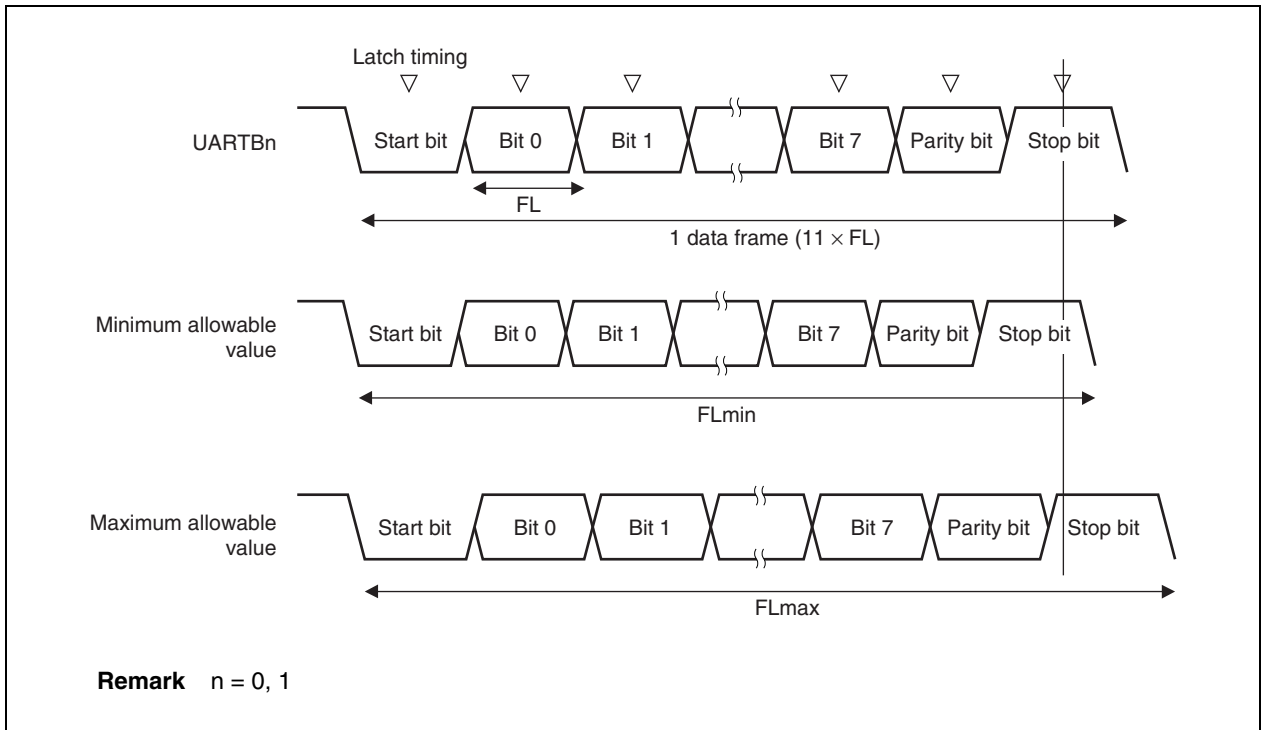 Latch timing
UARTBn
Start bit
Bit 0
Bit 1
Bit 7
Parity bit
Stop bit
FL
1 data frame (11 × FL)
Minimum allowable
value
Start bit
Bit 0
Bit 1
Bit 7
Parity bit
Stop bit
FLmin
Maximum allowable
value
Start bit
Bit 0
Bit 1
Bit 7
Parity bit
Stop bit
FLmax
Remark n = 0, 1